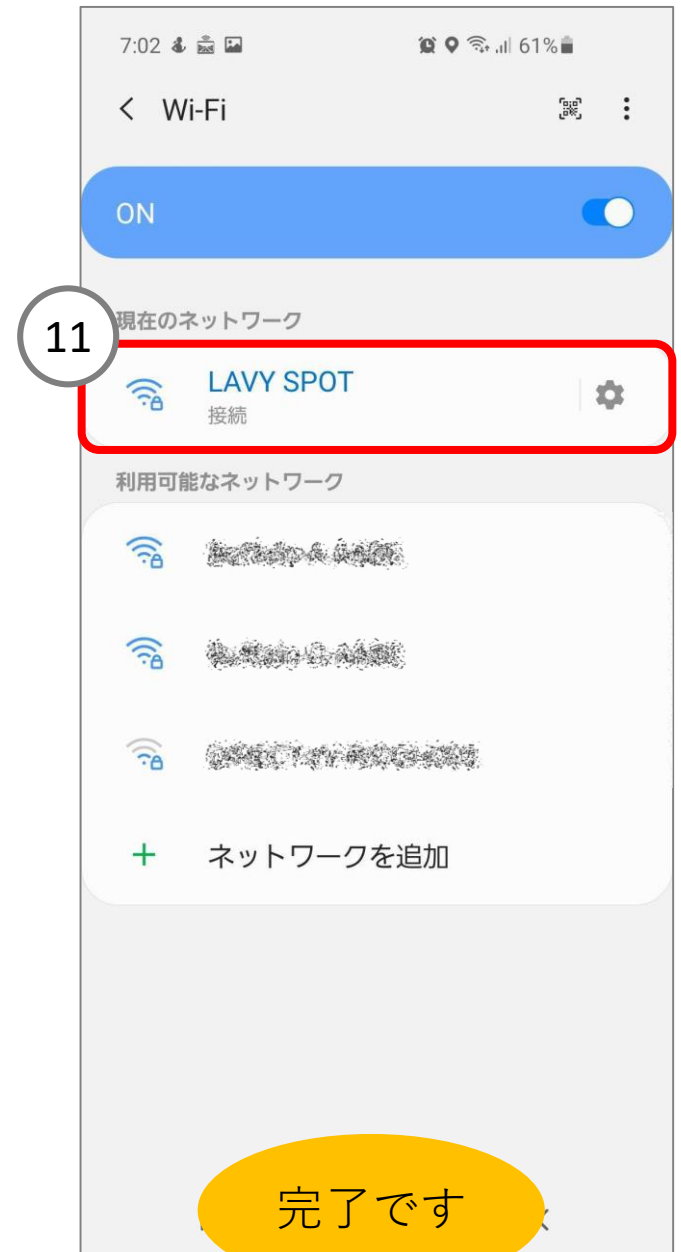 7:02 61%
Wi-Fi
ON
11
現在のネットワーク
LAVY SPOT
接続
利用可能なネットワーク
ネットワークを追加
完了です